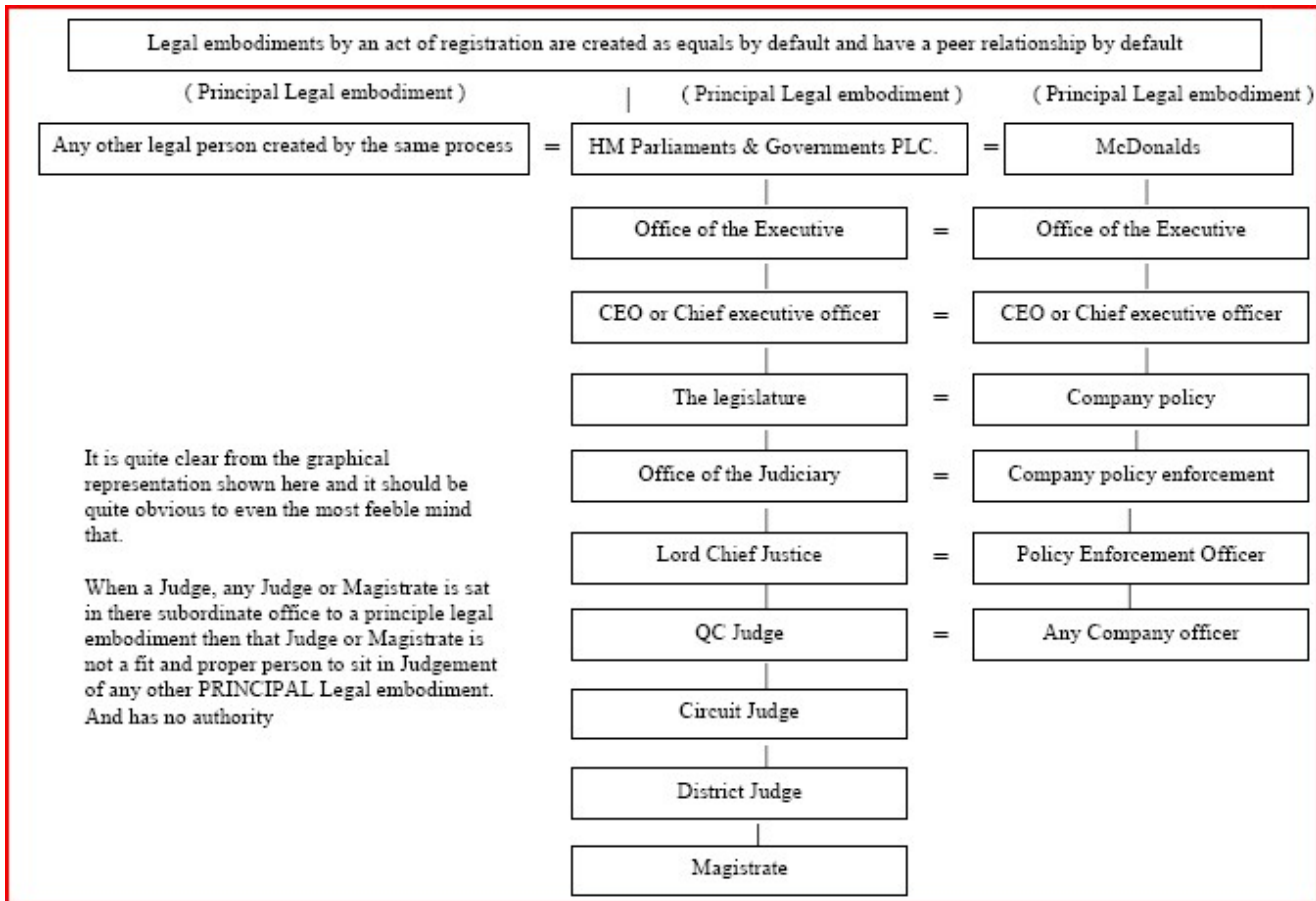 Legal embodiments by an act of registration are created as equals by default and have a peer relationship by default
( Principal Legal embodiment ) ( Principal Legal embodiment ) ( Principal Legal embodiment )
Any other legal person created by the same process = HM Parliaments & Governments PLC. = McDonalds
Office of the Executive = Office of the Executive
CEO or Chief executive officer = CEO or Chief executive officer
The legislature = Company policy
Office of the Judiciary = Company policy enforcement
Lord Chief Justice = Policy Enforcement Officer
QC Judge = Any Company officer
Circuit Judge
District Judge
Magistrate
It is quite clear from the graphical
representation shown here and it should be
quite obvious to even the most feeble mind
that.
When a Judge, any Judge or Magistrate is sat
in there subordinate office to a principle legal
embodiment then that Judge or Magistrate is
not a fit and proper person to sit in Judgement
of any other PRINCIPAL Legal embodiment.
And has no authority